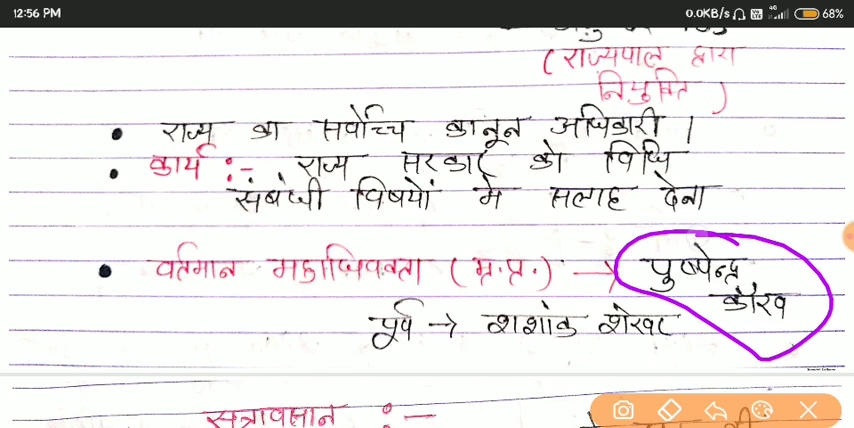 12:56 PM 0.0KB/s 4G 68%
(राज्यपाल द्वारा
नियुक्ति)
• राज्य का सर्वोच्च कानून अधिकारी ।
• कार्य :- राज्य सरकार को विधि
संबंधी विषयों मे सलाह देना
• वर्तमान महाधिवक्ता (म.प्र.) → पुष्पेन्द्र
कौरव
पूर्व → शशांक शेखर
सत्रावसान :-